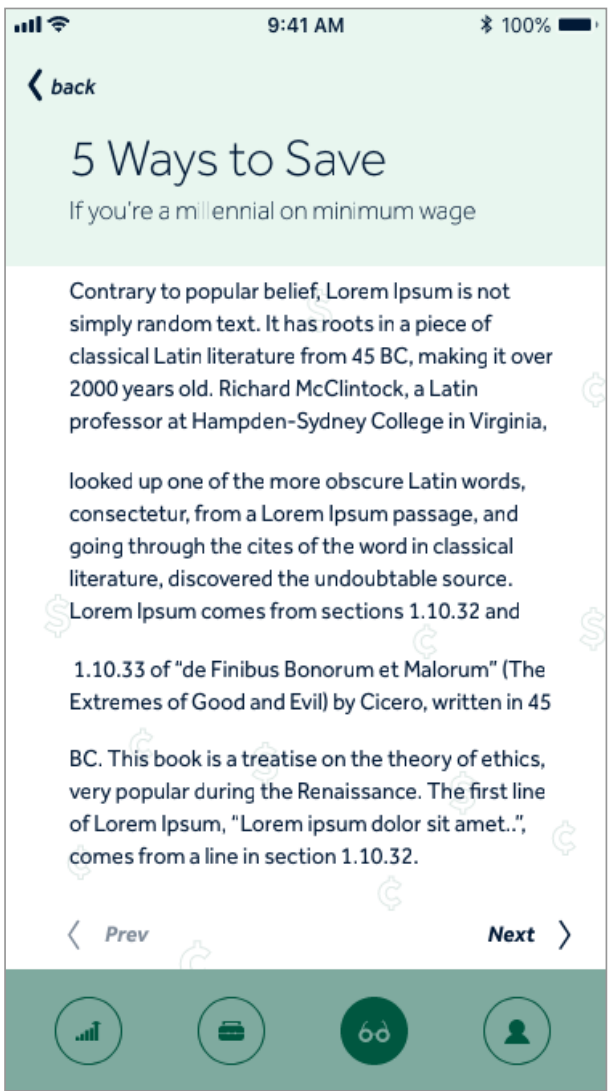 9:41 AM
100%
back
5 Ways to Save
If you're a millennial on minimum wage
Contrary to popular belief, Lorem Ipsum is not
simply random text. It has roots in a piece of
classical Latin literature from 45 BC, making it over
2000 years old. Richard McClintock, a Latin
professor at Hampden-Sydney College in Virginia,
looked up one of the more obscure Latin words,
consectetur, from a Lorem Ipsum passage, and
going through the cites of the word in classical
literature, discovered the undoubtable source.
Lorem Ipsum comes from sections 1.10.32 and
1.10.33 of “de Finibus Bonorum et Malorum” (The
Extremes of Good and Evil) by Cicero, written in 45
BC. This book is a treatise on the theory of ethics,
very popular during the Renaissance. The first line
of Lorem Ipsum, “Lorem ipsum dolor sit amet..”,
comes from a line in section 1.10.32.
Prev
Next